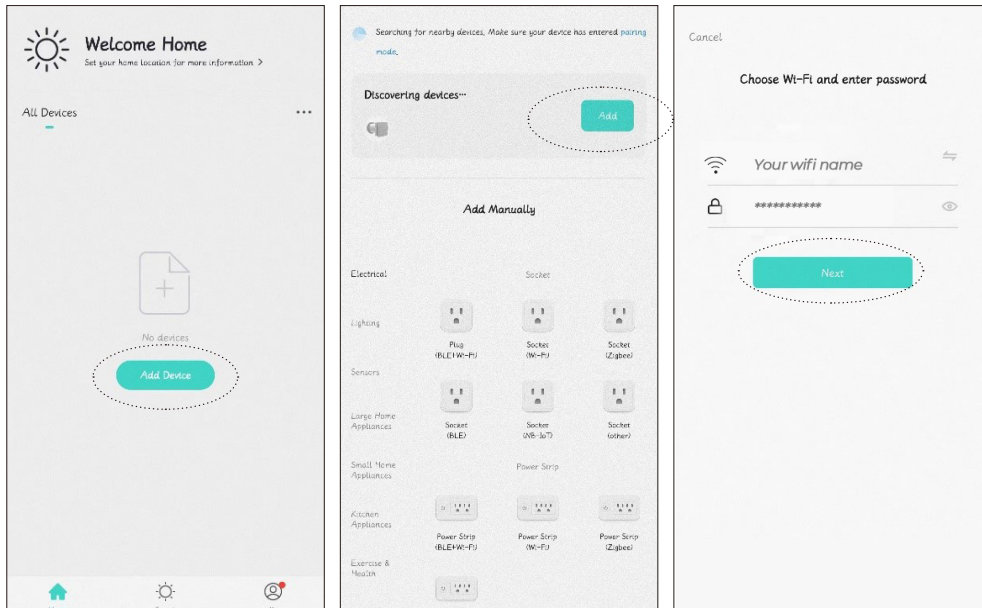 Welcome Home
Set your home location for more information >
All Devices
No devices
Add Device
Searching for nearby devices, Make sure your device has entered pairing
mode.
Discovering devices...
Add
Add Manually
Electrical
Socket
Lighting
Plug
(BLE+Wi-Fi)
Socket
(Wi-Fi)
Socket
(Zigbee)
Sensors
Large Home
Appliances
Socket
(BLE)
Socket
(NB-IoT)
Socket
(other)
Small Home
Appliances
Power Strip
Kitchen
Appliances
Power Strip
(BLE+Wi-Fi)
Power Strip
(Wi-Fi)
Power Strip
(Zigbee)
Exercise &
Health
Cancel
Choose Wi-Fi and enter password
Your wifi name
***********
Next